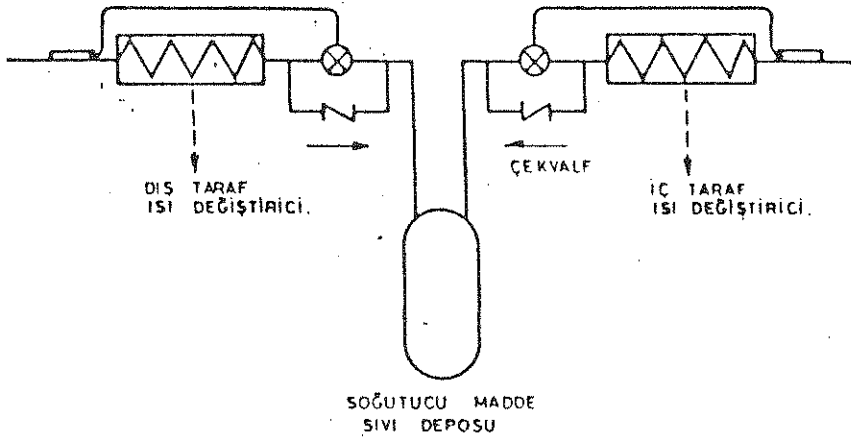 ÇEKVALF
DIŞ TARAF
ISI DEĞİŞTİRİCİ.
İÇ TARAF
ISI DEĞİŞTİRİCİ.
SOĞUTUCU MADDE
SIVI DEPOSU